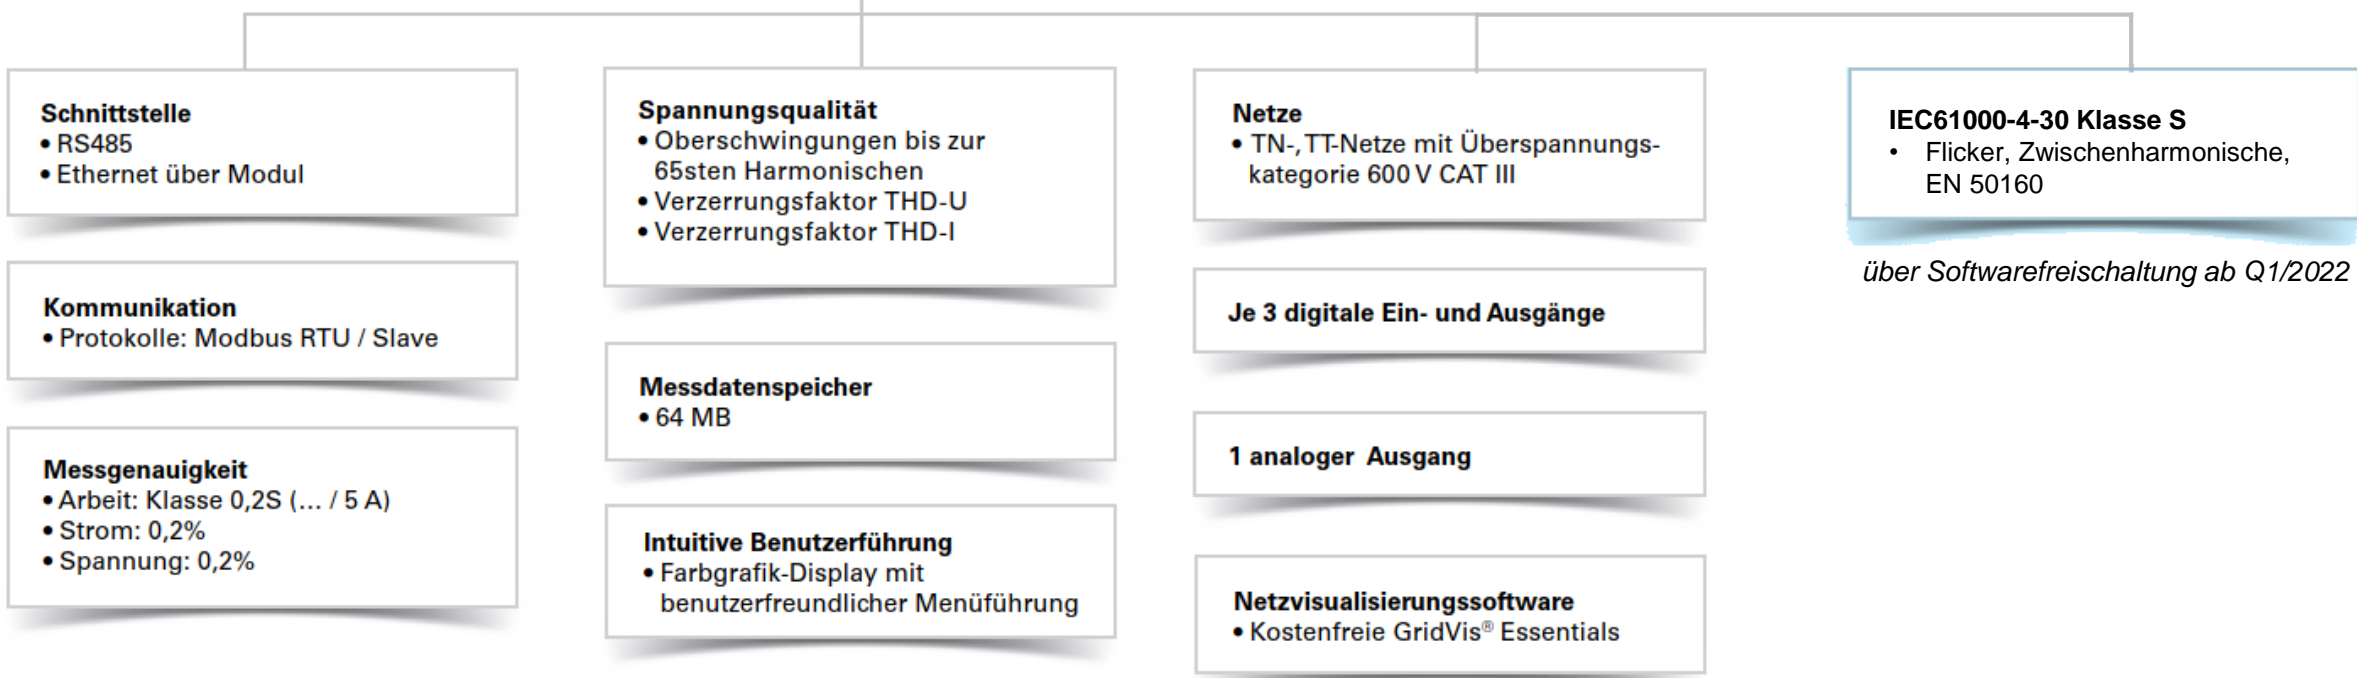 Schnittstelle
• RS485
• Ethernet über Modul
Kommunikation
• Protokolle: Modbus RTU / Slave
Messgenauigkeit
• Arbeit: Klasse 0,2S (… / 5 A)
• Strom: 0,2%
• Spannung: 0,2%
Spannungsqualität
• Oberschwingungen bis zur
65sten Harmonischen
• Verzerrungsfaktor THD-U
• Verzerrungsfaktor THD-I
Messdatenspeicher
• 64 MB
Intuitive Benutzerführung
• Farbgrafik-Display mit
benutzerfreundlicher Menüführung
Netze
• TN-, TT-Netze mit Überspannungs-
kategorie 600 V CAT III
Je 3 digitale Ein- und Ausgänge
1 analoger Ausgang
Netzvisualisierungssoftware
• Kostenfreie GridVis® Essentials
IEC61000-4-30 Klasse S
• Flicker, Zwischenharmonische,
EN 50160
über Softwarefreischaltung ab Q1/2022